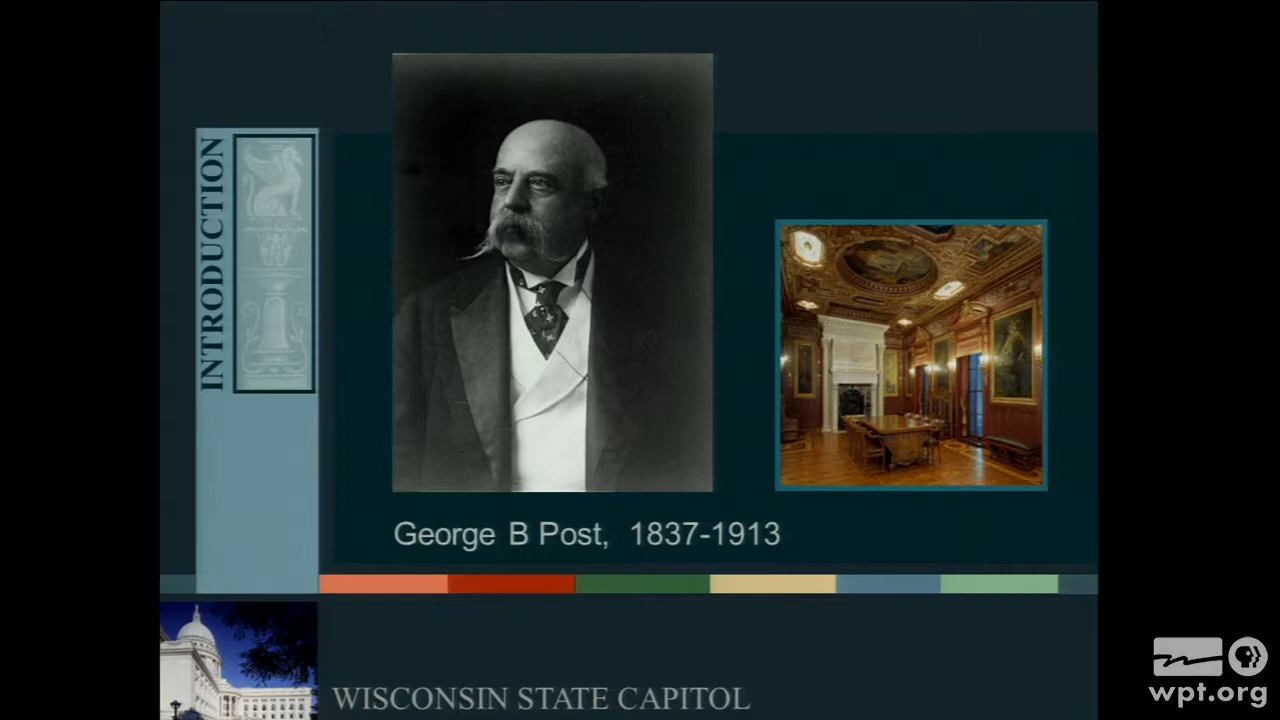 INTRODUCTION
George B Post, 1837-1913
WISCONSIN STATE CAPITOL
wpt.org